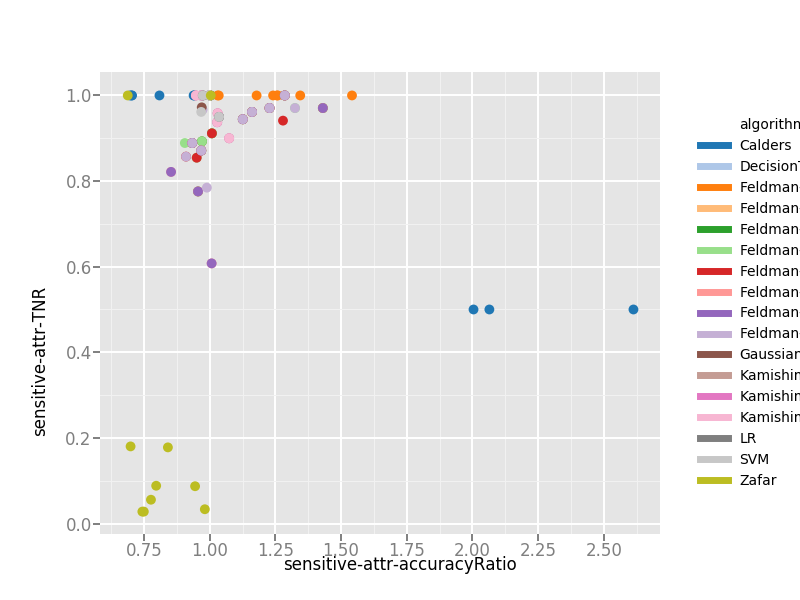 1.0
0.8
0.6
0.4
0.2
0.0
sensitive-attr-TNR
0.75 1.00 1.25 1.50 1.75 2.00 2.25 2.50
sensitive-attr-accuracyRatio
algorithm
Calders
DecisionT
Feldman-
Feldman-
Feldman-
Feldman-
Feldman-
Feldman-
Feldman-
Feldman-
Gaussian
Kamishin
Kamishin
Kamishin
LR
SVM
Zafar